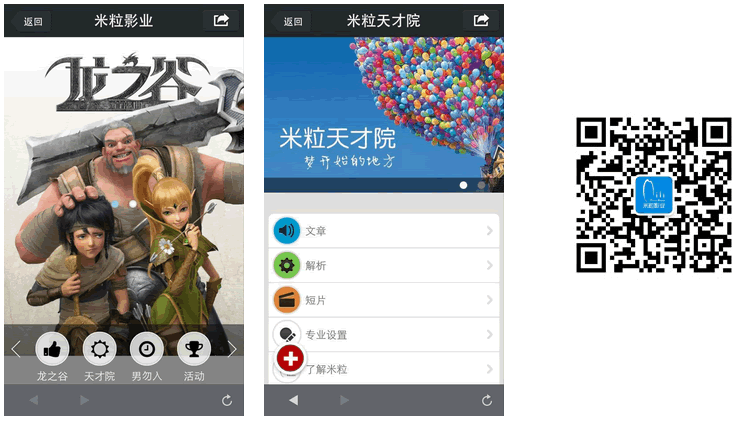 返回
米粒影业
龙之谷
龙之谷
天才院
男勿人
活动
返回
米粒天才院
米粒天才院
梦开始的地方
文章
解析
短片
专业设置
了解米粒
米粒影业